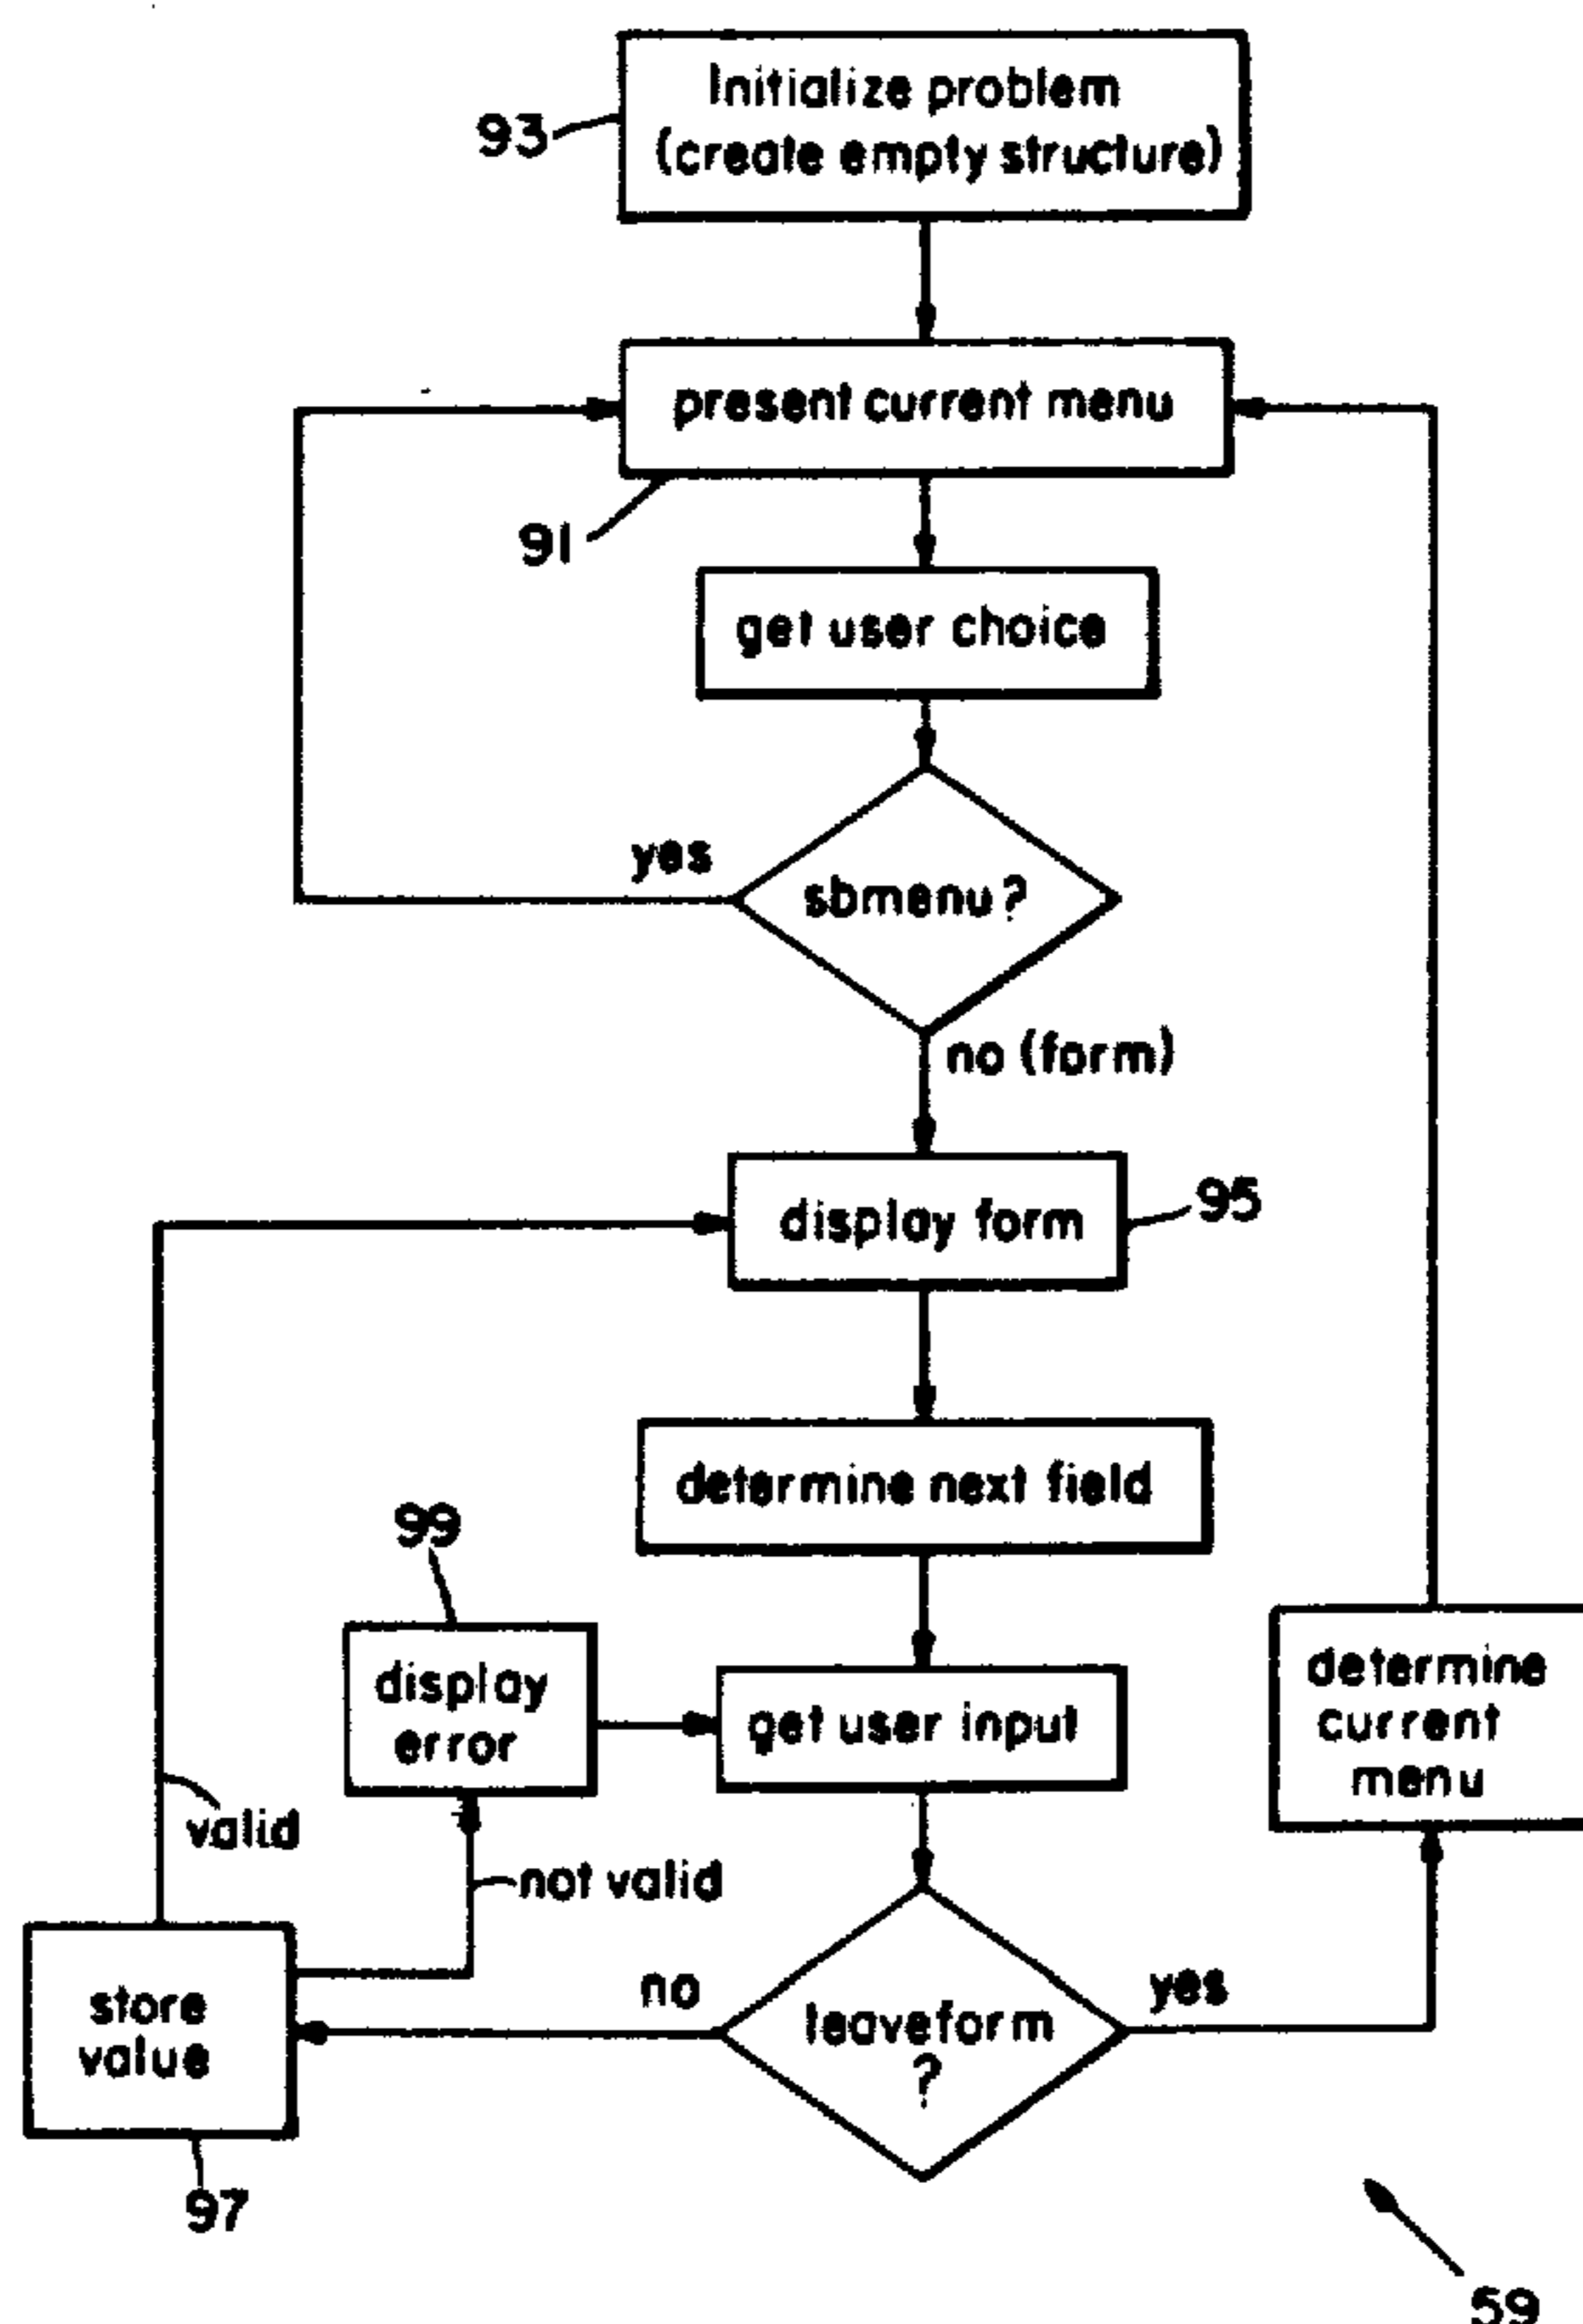 Initialize problem
(create empty structure)
93
present current menu
91
get user choice
yes
sbmenu?
no (form)
display form
95
determine next field
99
display
error
get user input
determine
current
menu
valid
not valid
store
value
no
leaveform
?
yes
97
59